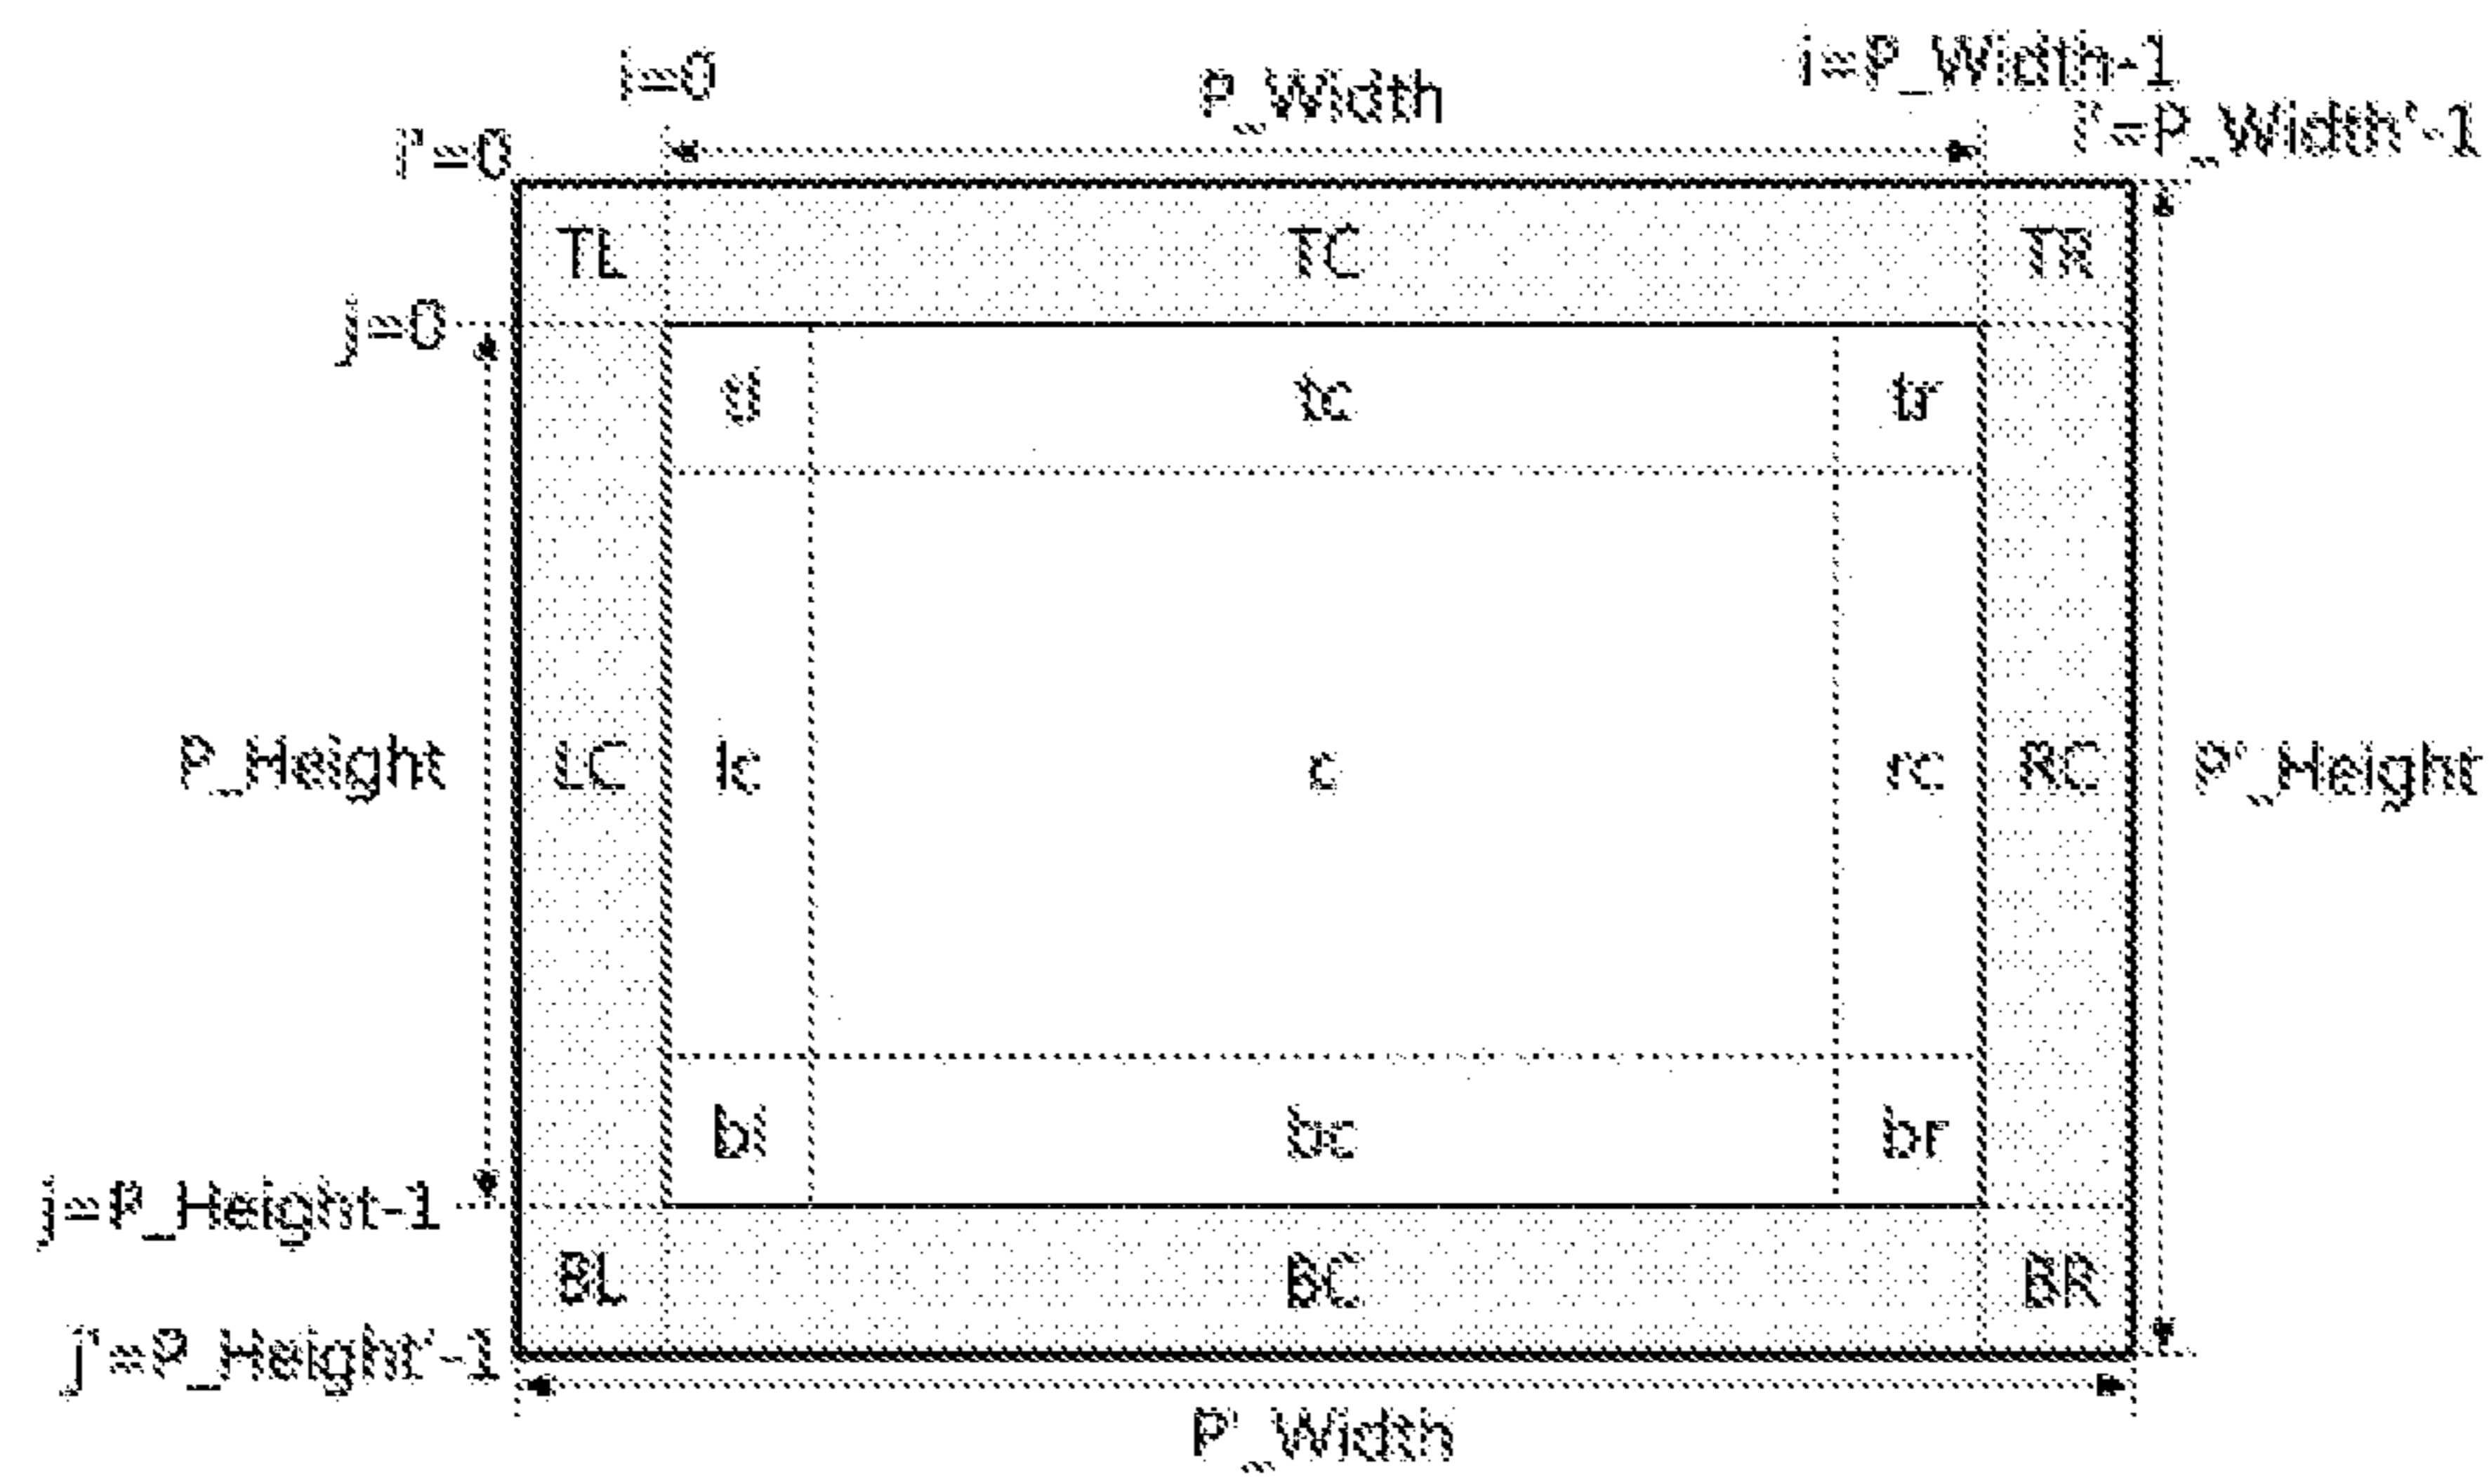 i=0
P_Width
i=P_Width-1
i'=0
i'=P_Width'-1
TL TC TR
j=0
tl tc tr
P_Height
LC lc c rc RC
P'_Height
bl bc br
j=P_Height-1
BL BC BR
j'=P_Height'-1
P'_Width